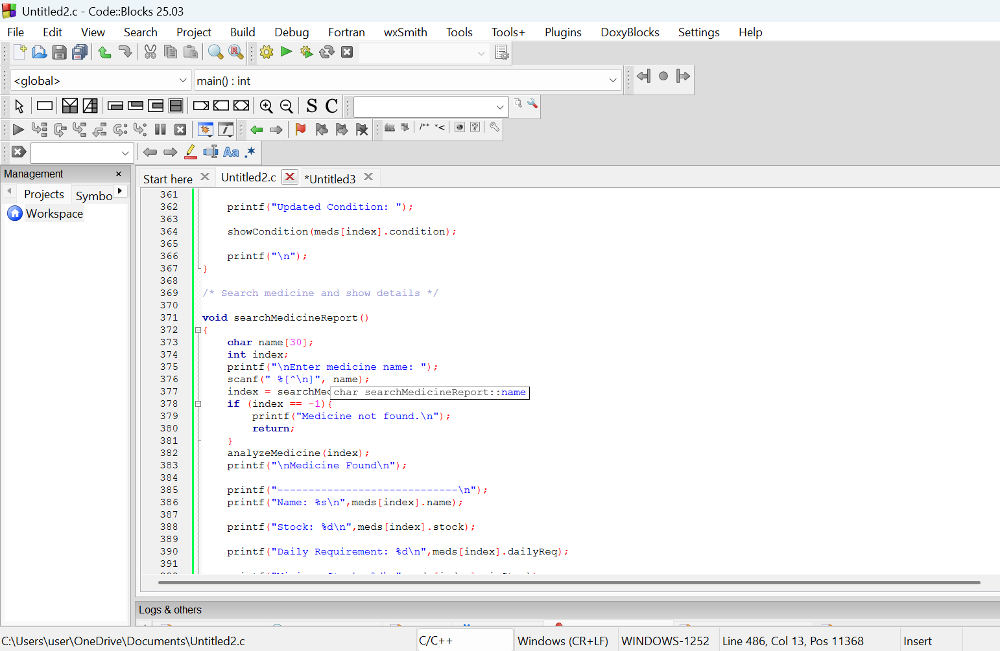 Untitled2.c - Code::Blocks 25.03
File Edit View Search Project Build Debug Fortran wxSmith Tools Tools+ Plugins DoxyBlocks Settings Help
<global> main() : int
S C
/** *<
Aa .*
Management
Start here Untitled2.c *Untitled3
Projects Symbo
Workspace
361
362 printf("Updated Condition: ");
363
364 showCondition(meds[index].condition);
365
366 printf("\n");
367 }
368
369 /* Search medicine and show details */
370
371 void searchMedicineReport()
372 {
373 char name[30];
374 int index;
375 printf("\nEnter medicine name: ");
376 scanf(" %[^\n]", name);
377 index = searchMed
char searchMedicineReport::name
378 if (index == -1){
379 printf("Medicine not found.\n");
380 return;
381 }
382 analyzeMedicine(index);
383 printf("\nMedicine Found\n");
384
385 printf("-----------------------------\n");
386 printf("Name: %s\n",meds[index].name);
387
388 printf("Stock: %d\n",meds[index].stock);
389
390 printf("Daily Requirement: %d\n",meds[index].dailyReq);
391
Logs & others
C:\Users\user\OneDrive\Documents\Untitled2.c C/C++ Windows (CR+LF) WINDOWS-1252 Line 486, Col 13, Pos 11368 Insert